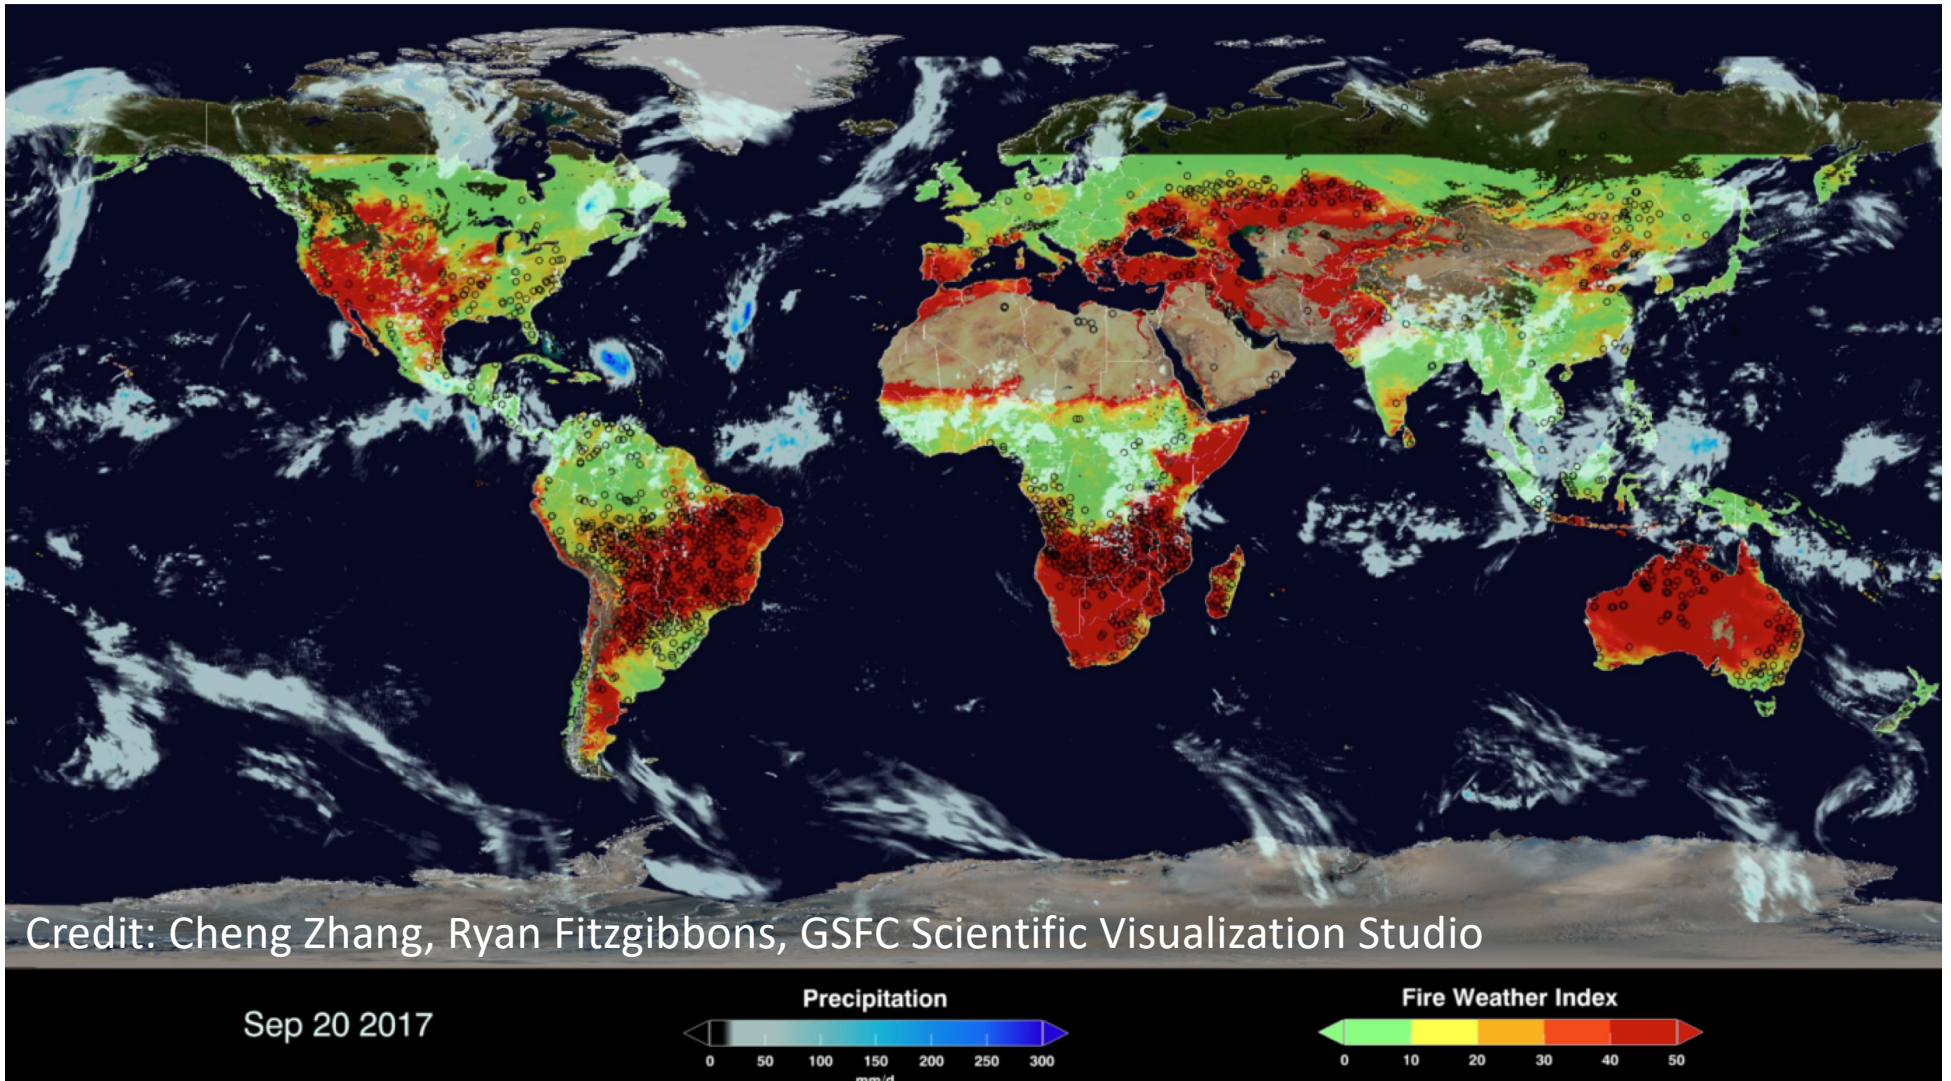 Credit: Cheng Zhang, Ryan Fitzgibbons, GSFC Scientific Visualization Studio
Sep 20 2017
Precipitation
0 50 100 150 200 250 300
mm/d
Fire Weather Index
0 10 20 30 40 50